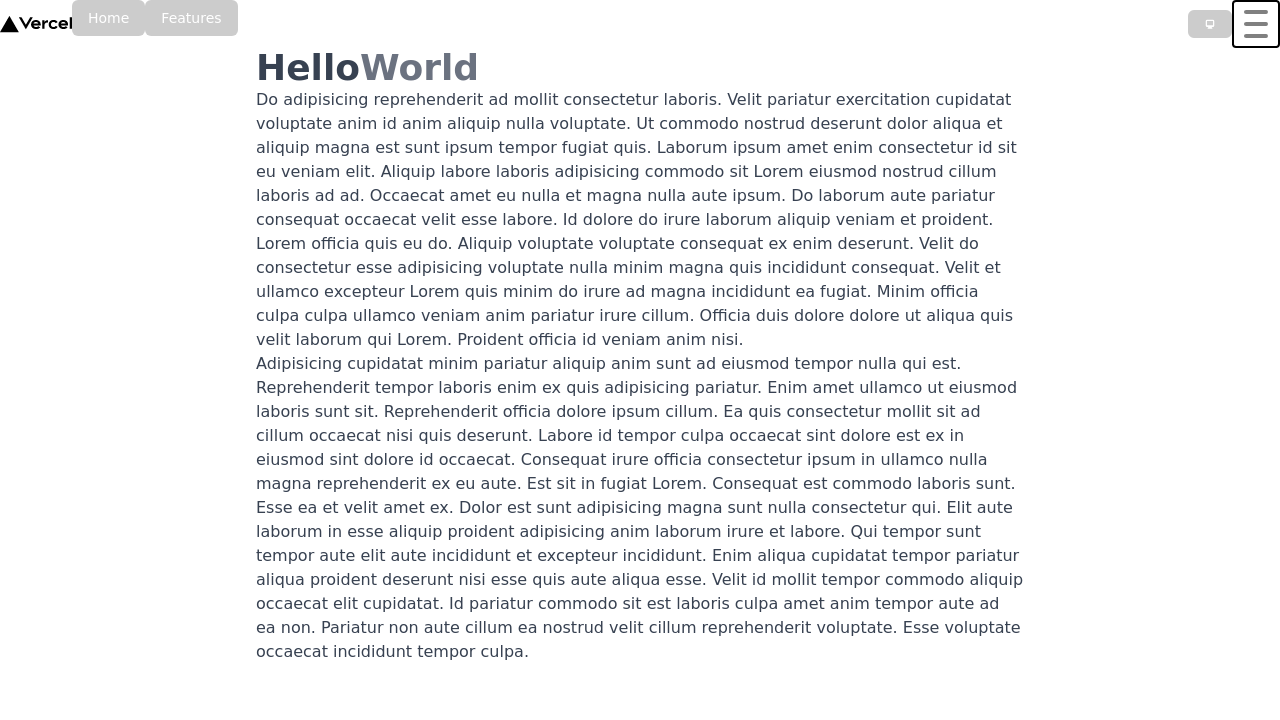 Vercel
Home
Features
HelloWorld
Do adipisicing reprehenderit ad mollit consectetur laboris. Velit pariatur exercitation cupidatat
voluptate anim id anim aliquip nulla voluptate. Ut commodo nostrud deserunt dolor aliqua et
aliquip magna est sunt ipsum tempor fugiat quis. Laborum ipsum amet enim consectetur id sit
eu veniam elit. Aliquip labore laboris adipisicing commodo sit Lorem eiusmod nostrud cillum
laboris ad ad. Occaecat amet eu nulla et magna nulla aute ipsum. Do laborum aute pariatur
consequat occaecat velit esse labore. Id dolore do irure laborum aliquip veniam et proident.
Lorem officia quis eu do. Aliquip voluptate voluptate consequat ex enim deserunt. Velit do
consectetur esse adipisicing voluptate nulla minim magna quis incididunt consequat. Velit et
ullamco excepteur Lorem quis minim do irure ad magna incididunt ea fugiat. Minim officia
culpa culpa ullamco veniam anim pariatur irure cillum. Officia duis dolore dolore ut aliqua quis
velit laborum qui Lorem. Proident officia id veniam anim nisi.
Adipisicing cupidatat minim pariatur aliquip anim sunt ad eiusmod tempor nulla qui est.
Reprehenderit tempor laboris enim ex quis adipisicing pariatur. Enim amet ullamco ut eiusmod
laboris sunt sit. Reprehenderit officia dolore ipsum cillum. Ea quis consectetur mollit sit ad
cillum occaecat nisi quis deserunt. Labore id tempor culpa occaecat sint dolore est ex in
eiusmod sint dolore id occaecat. Consequat irure officia consectetur ipsum in ullamco nulla
magna reprehenderit ex eu aute. Est sit in fugiat Lorem. Consequat est commodo laboris sunt.
Esse ea et velit amet ex. Dolor est sunt adipisicing magna sunt nulla consectetur qui. Elit aute
laborum in esse aliquip proident adipisicing anim laborum irure et labore. Qui tempor sunt
tempor aute elit aute incididunt et excepteur incididunt. Enim aliqua cupidatat tempor pariatur
aliqua proident deserunt nisi esse quis aute aliqua esse. Velit id mollit tempor commodo aliquip
occaecat elit cupidatat. Id pariatur commodo sit est laboris culpa amet anim tempor aute ad
ea non. Pariatur non aute cillum ea nostrud velit cillum reprehenderit voluptate. Esse voluptate
occaecat incididunt tempor culpa.